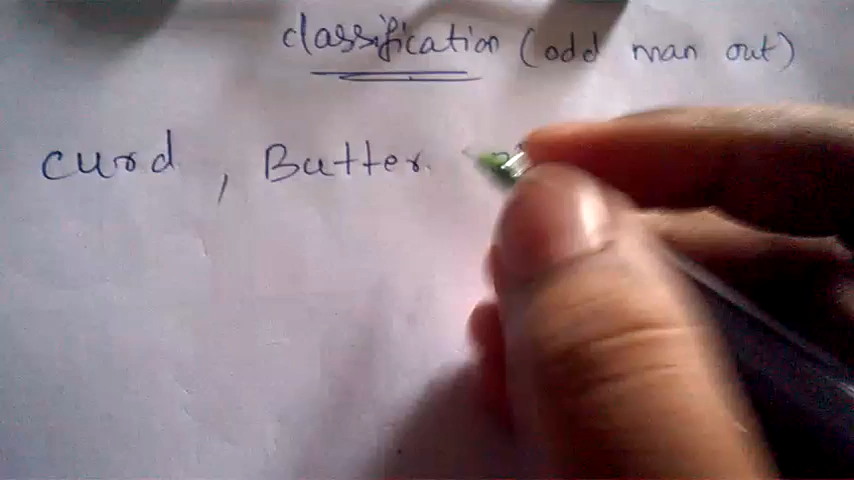 classification (odd man out)
curd, Butter